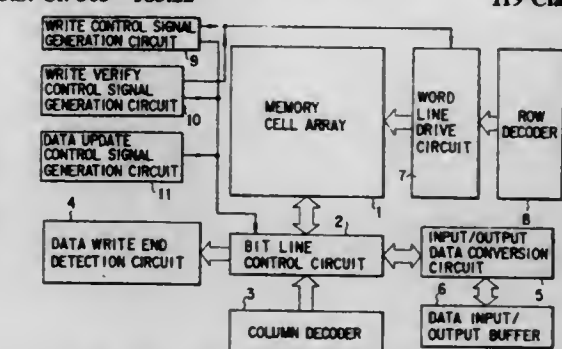 119 Cla
WRITE CONTROL SIGNAL
GENERATION CIRCUIT
9
WRITE VERIFY
CONTROL SIGNAL
GENERATION CIRCUIT
10
DATA UPDATE
CONTROL SIGNAL
GENERATION CIRCUIT
11
MEMORY
CELL ARRAY
1
WORD
LINE
DRIVE
CIRCUIT
7
ROW
DECODER
8
4
DATA WRITE END
DETECTION CIRCUIT
2
BIT LINE
CONTROL CIRCUIT
INPUT/OUTPUT
DATA CONVERSION
CIRCUIT
5
3
COLUMN DECODER
6
DATA INPUT/
OUTPUT BUFFER